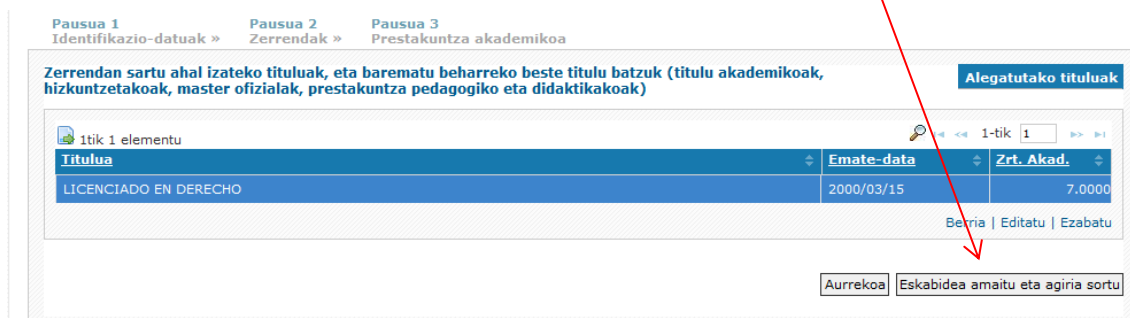 Pausua 1 Pausua 2 Pausua 3
Identifikazio-datuak » Zerrendak » Prestakuntza akademikoa
Zerrendan sartu ahal izateko tituluak, eta barematu beharreko beste titulu batzuk (titulu akademikoak,
hizkuntzetakoak, master ofizialak, prestakuntza pedagogiko eta didaktikakoak)
Alegatutako tituluak
1tik 1 elementu 1-tik 1
Titulua Emate-data Zrt. Akad.
LICENCIADO EN DERECHO 2000/03/15 7.0000
Berria | Editatu | Ezabatu
Aurrekoa Eskabidea amaitu eta agiria sortu